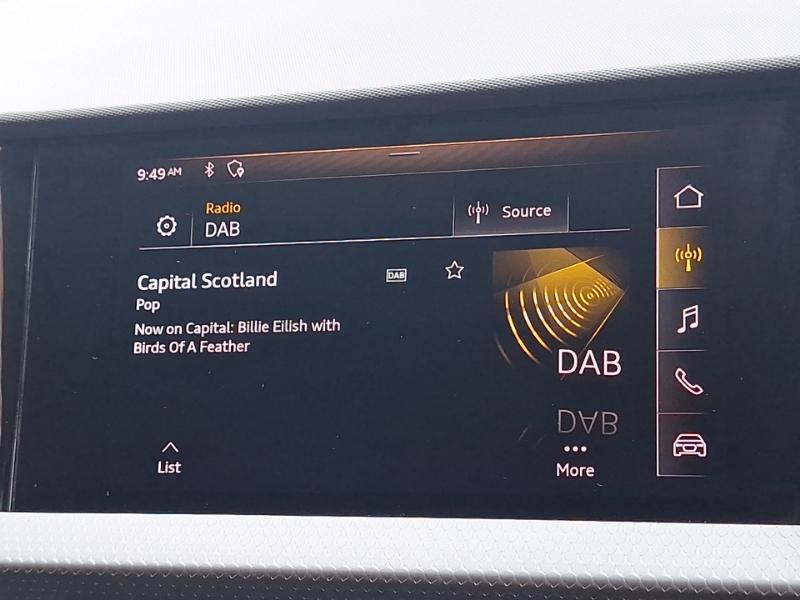 9:49 AM
Radio
DAB
Source
Capital Scotland
DAB
Pop
Now on Capital: Billie Eilish with
Birds Of A Feather
DAB
DAB
List
More